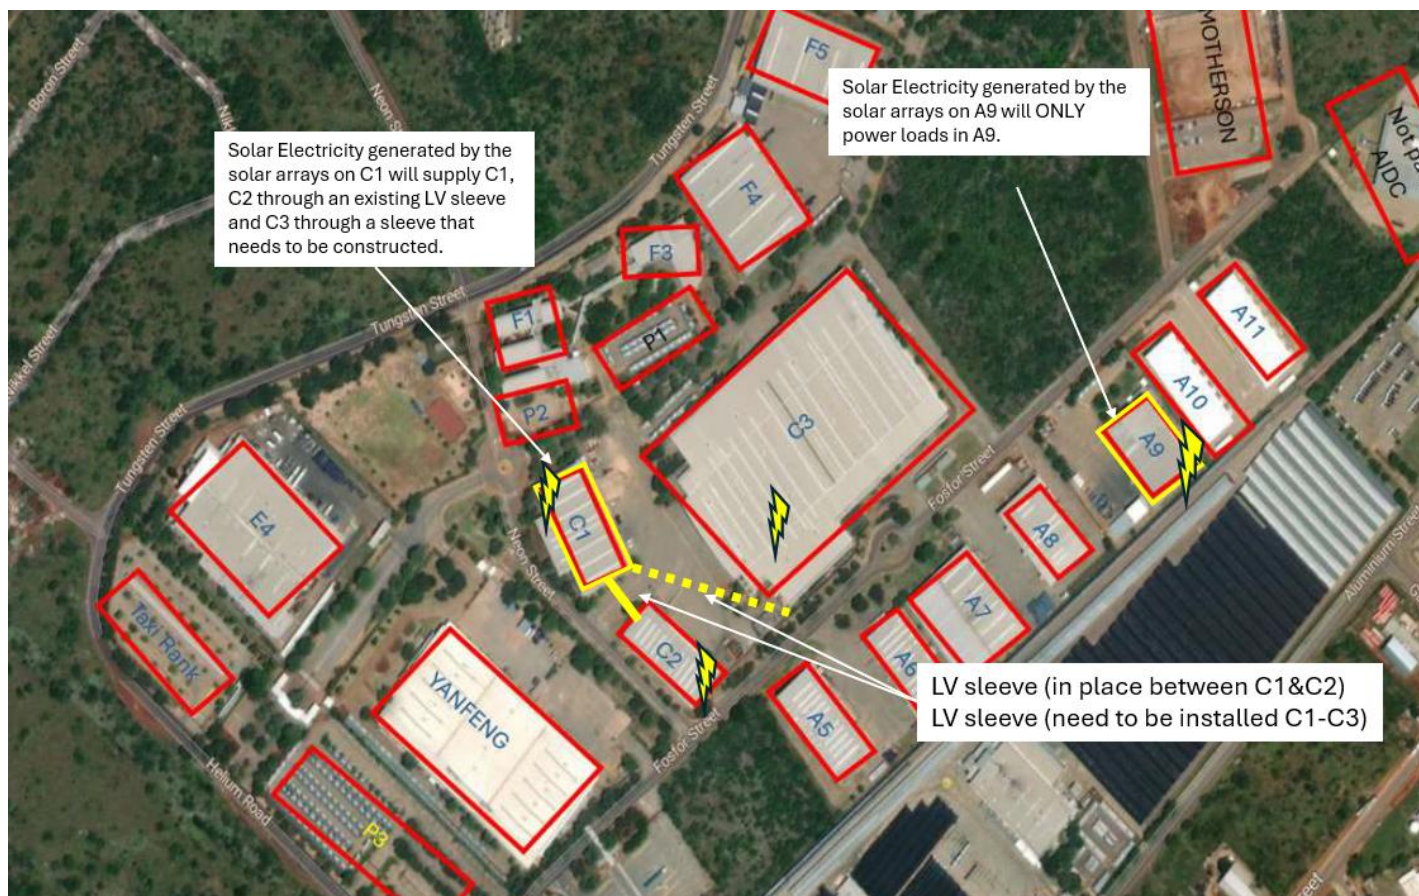 Boron Street
Nik
Neon St
Tungsten Street
F5
Solar Electricity generated by the
solar arrays on A9 will ONLY
power loads in A9.
MOTHERSON
Not pa
AIDC
Solar Electricity generated by the
solar arrays on C1 will supply C1,
C2 through an existing LV sleeve
and C3 through a sleeve that
needs to be constructed.
F4
F3
Tungsten Street
F1
P1
Nikkel Street
P2
C3
A11
A10
A9
Tungsten Street
Fosfor Street
E4
C1
Neon Street
A8
Aluminium Street
Taxi Rank
C2
A7
A6
LV sleeve (in place between C1&C2)
LV sleeve (need to be installed C1-C3)
YANFENG
A5
Fosfor Street
Helium Road
P3
reet